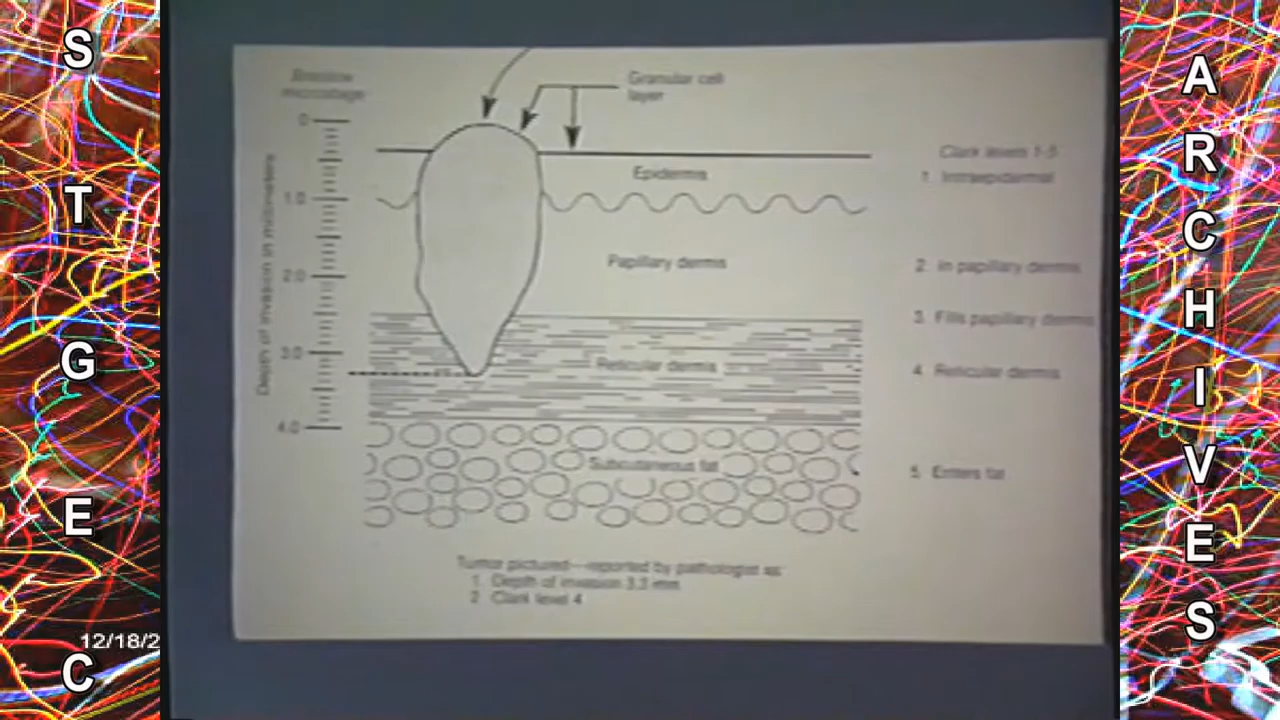 STGEC
ARCHIVES
12/18/2
Breslow
microstage
Granular cell
layer
Depth of invasion in millimeters
0
1.0
2.0
3.0
4.0
Epidermis
Papillary dermis
Reticular dermis
Subcutaneous fat
Clark levels 1-5
1. Intraepidermal
2. In papillary dermis
3. Fills papillary dermis
4. Reticular dermis
5. Enters fat
Tumor pictured—reported by pathologist as:
1. Depth of invasion 3.3 mm
2. Clark level 4